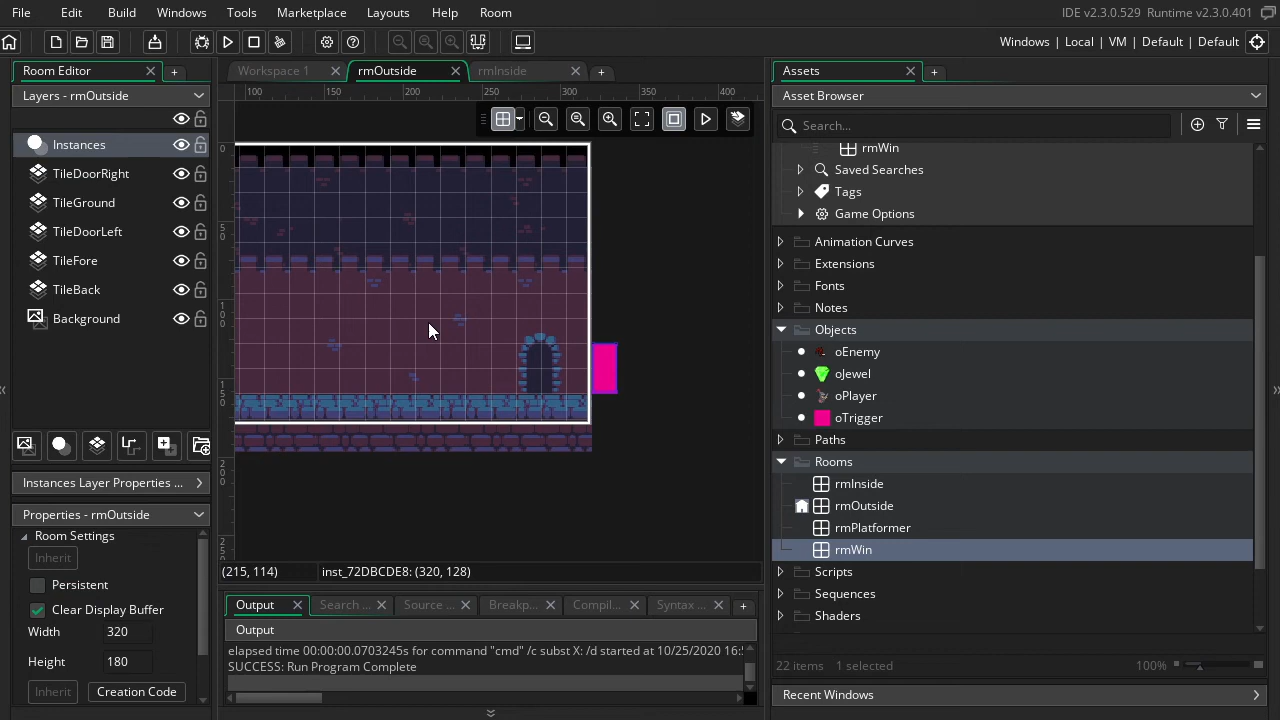 File Edit Build Windows Tools Marketplace Layouts Help Room IDE v2.3.0.529 Runtime v2.3.0.401
Windows | Local | VM | Default | Default
Room Editor
Workspace 1 rmOutside rmInside
Assets
Layers - rmOutside
100 150 200 250 300 350 400
Asset Browser
Search...
Instances
rmWin
TileDoorRight
Saved Searches
Tags
TileGround
Game Options
TileDoorLeft
Animation Curves
TileFore
Extensions
TileBack
Fonts
Background
Notes
0
50
100
150
200
250
Objects
oEnemy
oJewel
oPlayer
oTrigger
Paths
Rooms
rmInside
rmOutside
rmPlatformer
rmWin
Scripts
Sequences
Shaders
Instances Layer Properties ...
Properties - rmOutside
Room Settings
Inherit
Persistent
Clear Display Buffer
Width 320
Height 180
Inherit Creation Code
(215, 114) inst_72DBCDE8: (320, 128)
Output Search ... Source ... Breakp... Compil... Syntax ...
Output
elapsed time 00:00:00.0703245s for command "cmd" /c subst X: /d started at 10/25/2020 16:5
SUCCESS: Run Program Complete
22 items 1 selected 100%
Recent Windows